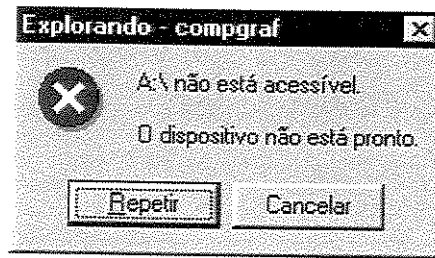 Explorando - compgraf
A:\ não está acessível.
O dispositivo não está pronto.
Repetir
Cancelar